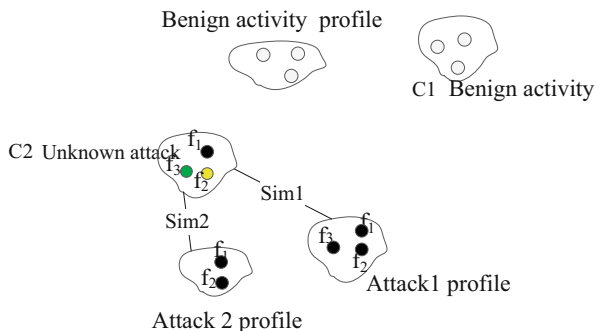 Benign activity profile
C1 Benign activity
C2 Unknown attack
f1
f3
f2
Sim1
Sim2
f1
f3
f2
Attack1 profile
f1
f2
Attack 2 profile